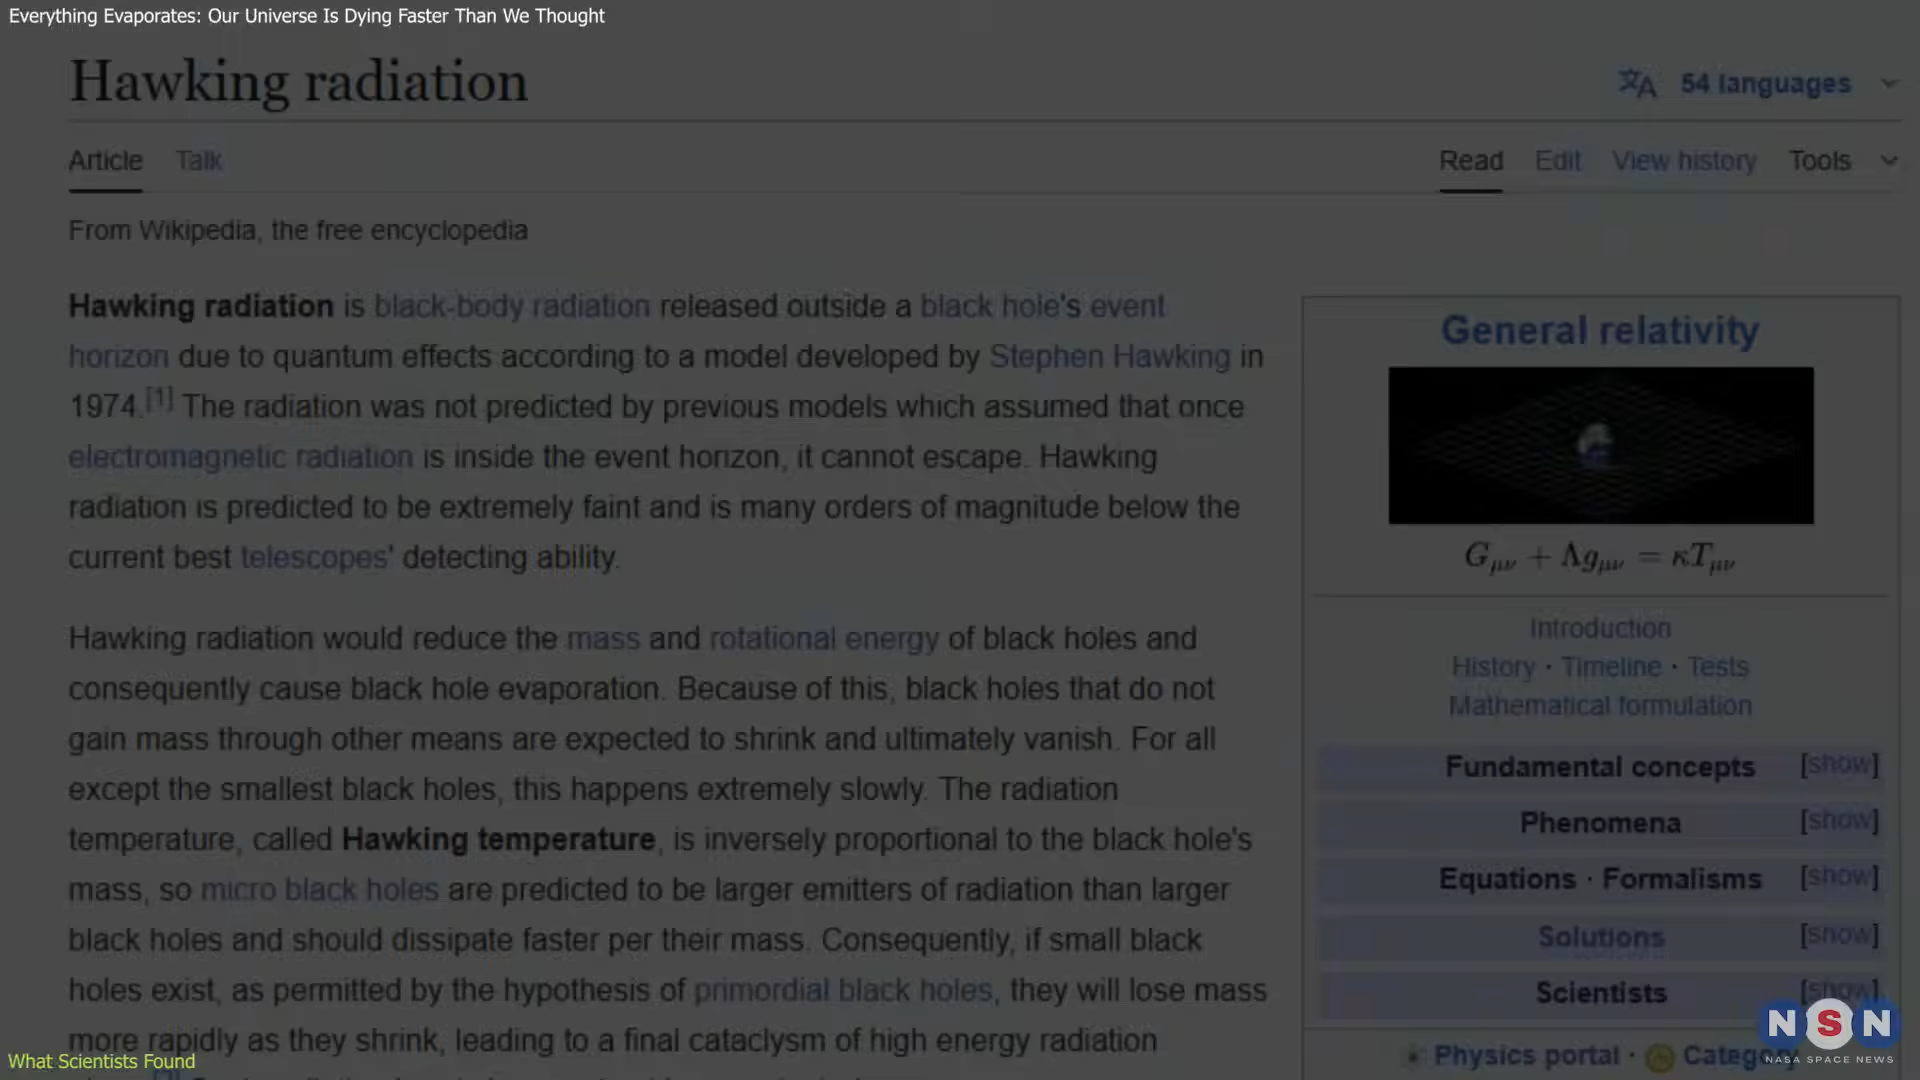 Everything Evaporates: Our Universe Is Dying Faster Than We Thought
Hawking radiation
54 languages
Article Talk
Read Edit View history Tools
From Wikipedia, the free encyclopedia
Hawking radiation is black-body radiation released outside a black hole's event
horizon due to quantum effects according to a model developed by Stephen Hawking in
1974.[1] The radiation was not predicted by previous models which assumed that once
electromagnetic radiation is inside the event horizon, it cannot escape. Hawking
radiation is predicted to be extremely faint and is many orders of magnitude below the
current best telescopes' detecting ability.
Hawking radiation would reduce the mass and rotational energy of black holes and
consequently cause black hole evaporation. Because of this, black holes that do not
gain mass through other means are expected to shrink and ultimately vanish. For all
except the smallest black holes, this happens extremely slowly. The radiation
temperature, called Hawking temperature, is inversely proportional to the black hole's
mass, so micro black holes are predicted to be larger emitters of radiation than larger
black holes and should dissipate faster per their mass. Consequently, if small black
holes exist, as permitted by the hypothesis of primordial black holes, they will lose mass
more rapidly as they shrink, leading to a final cataclysm of high energy radiation
General relativity
Gμν + Λgμν = κTμν
Introduction
History · Timeline · Tests
Mathematical formulation
Fundamental concepts [show]
Phenomena [show]
Equations · Formalisms [show]
Solutions [show]
Scientists [show]
Physics portal · Category
NSN
NASA SPACE NEWS
What Scientists Found